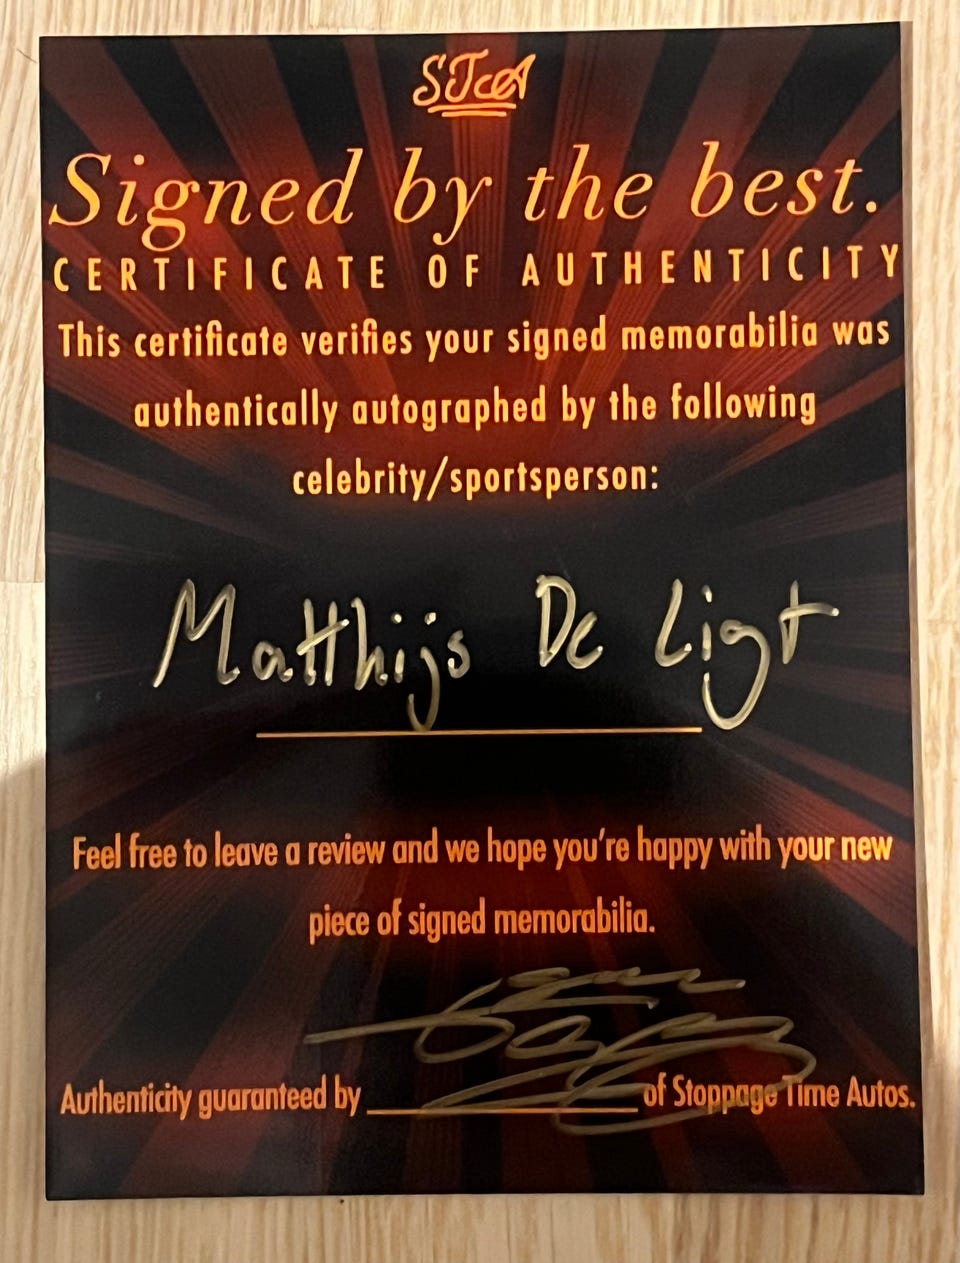 Signed by the best.
CERTIFICATE OF AUTHENTICITY
This certificate verifies your signed memorabilia was
authentically autographed by the following
celebrity/sportsperson:
Matthijs De Ligt
Feel free to leave a review and we hope you're happy with your new
piece of signed memorabilia.
Authenticity guaranteed by of Stoppage Time Autos.